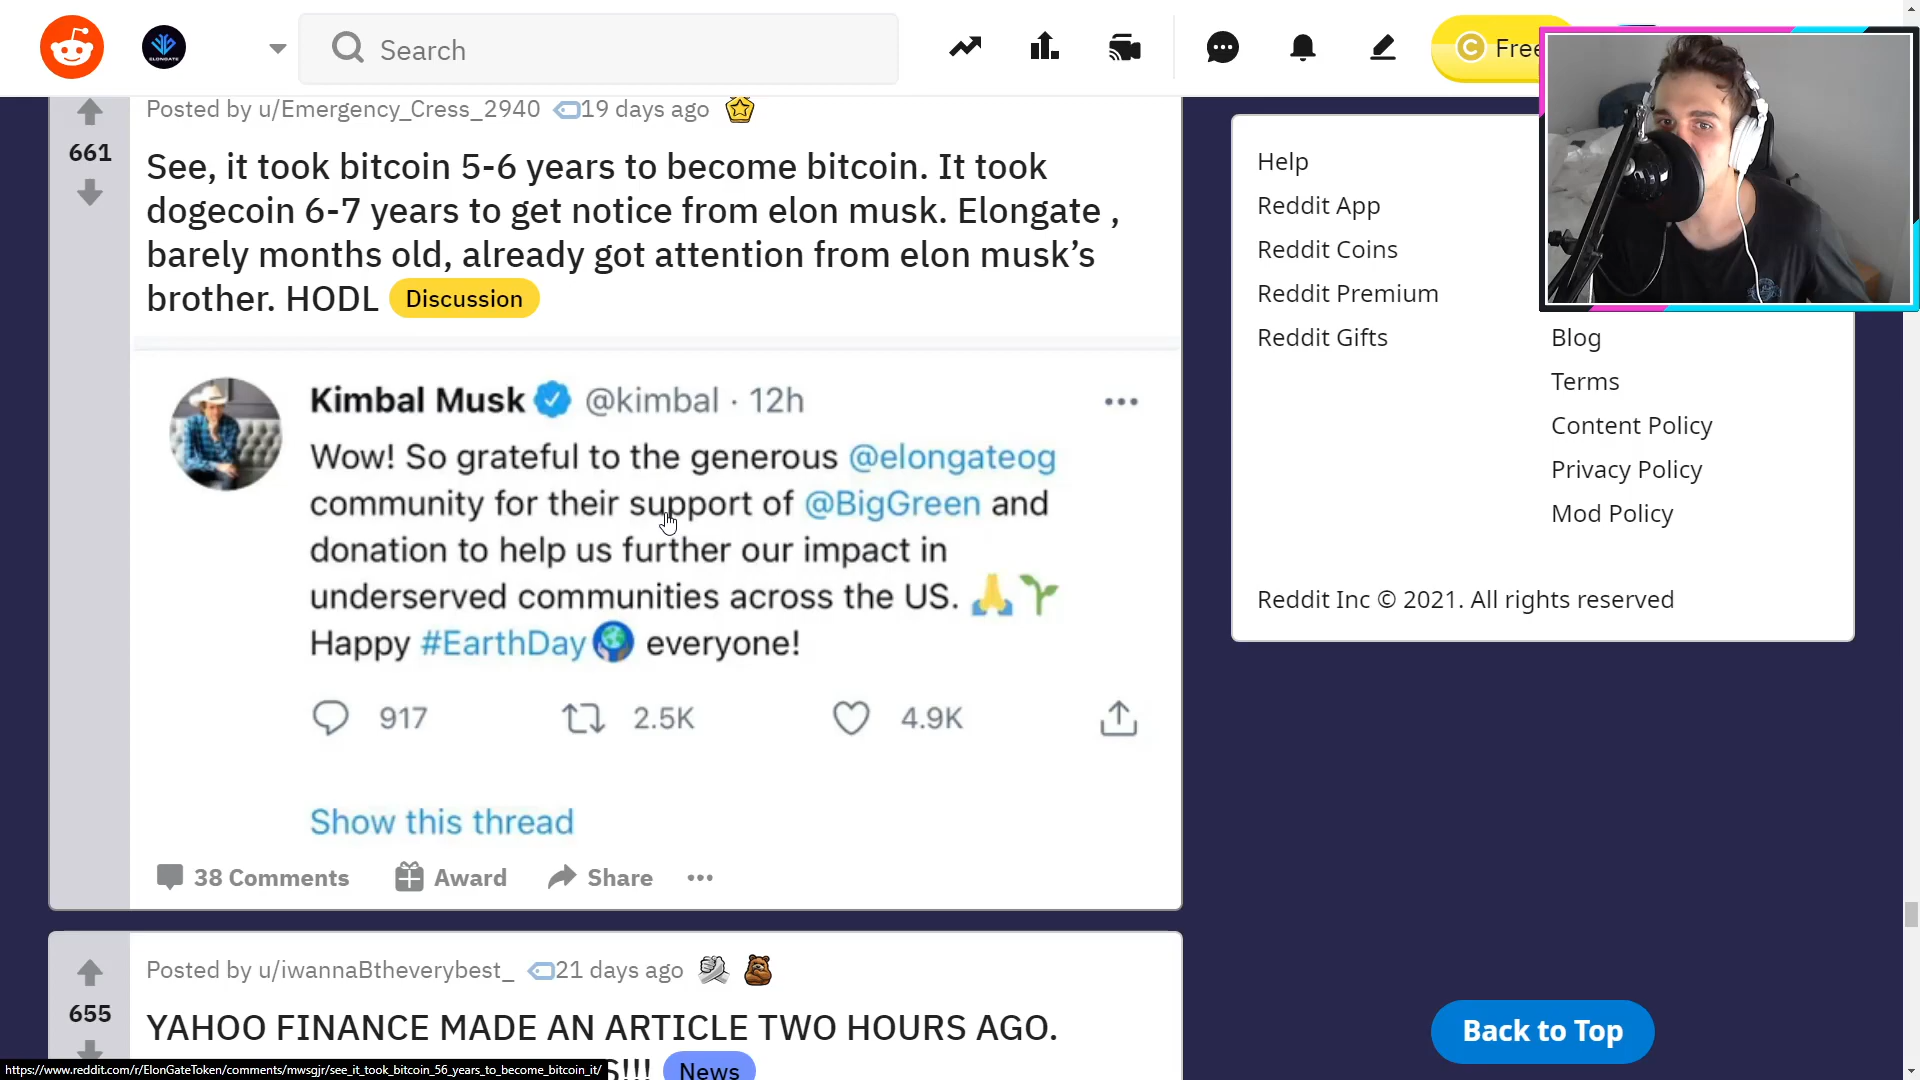 Search
Free
Posted by u/Emergency_Cress_2940 19 days ago
661
See, it took bitcoin 5-6 years to become bitcoin. It took
dogecoin 6-7 years to get notice from elon musk. Elongate ,
barely months old, already got attention from elon musk’s
brother. HODL Discussion
Kimbal Musk @kimbal · 12h
Wow! So grateful to the generous @elongateog
community for their support of @BigGreen and
donation to help us further our impact in
underserved communities across the US.
Happy #EarthDay everyone!
917 2.5K 4.9K
Show this thread
38 Comments Award Share
Posted by u/iwannaBtheverybest_ 21 days ago
655
YAHOO FINANCE MADE AN ARTICLE TWO HOURS AGO.
S!!! News
https://www.reddit.com/r/ElonGateToken/comments/mwsgjr/see_it_took_bitcoin_56_years_to_become_bitcoin_it/
Help
Reddit App
Reddit Coins
Reddit Premium
Reddit Gifts
Blog
Terms
Content Policy
Privacy Policy
Mod Policy
Reddit Inc © 2021. All rights reserved
Back to Top
ELONGATE